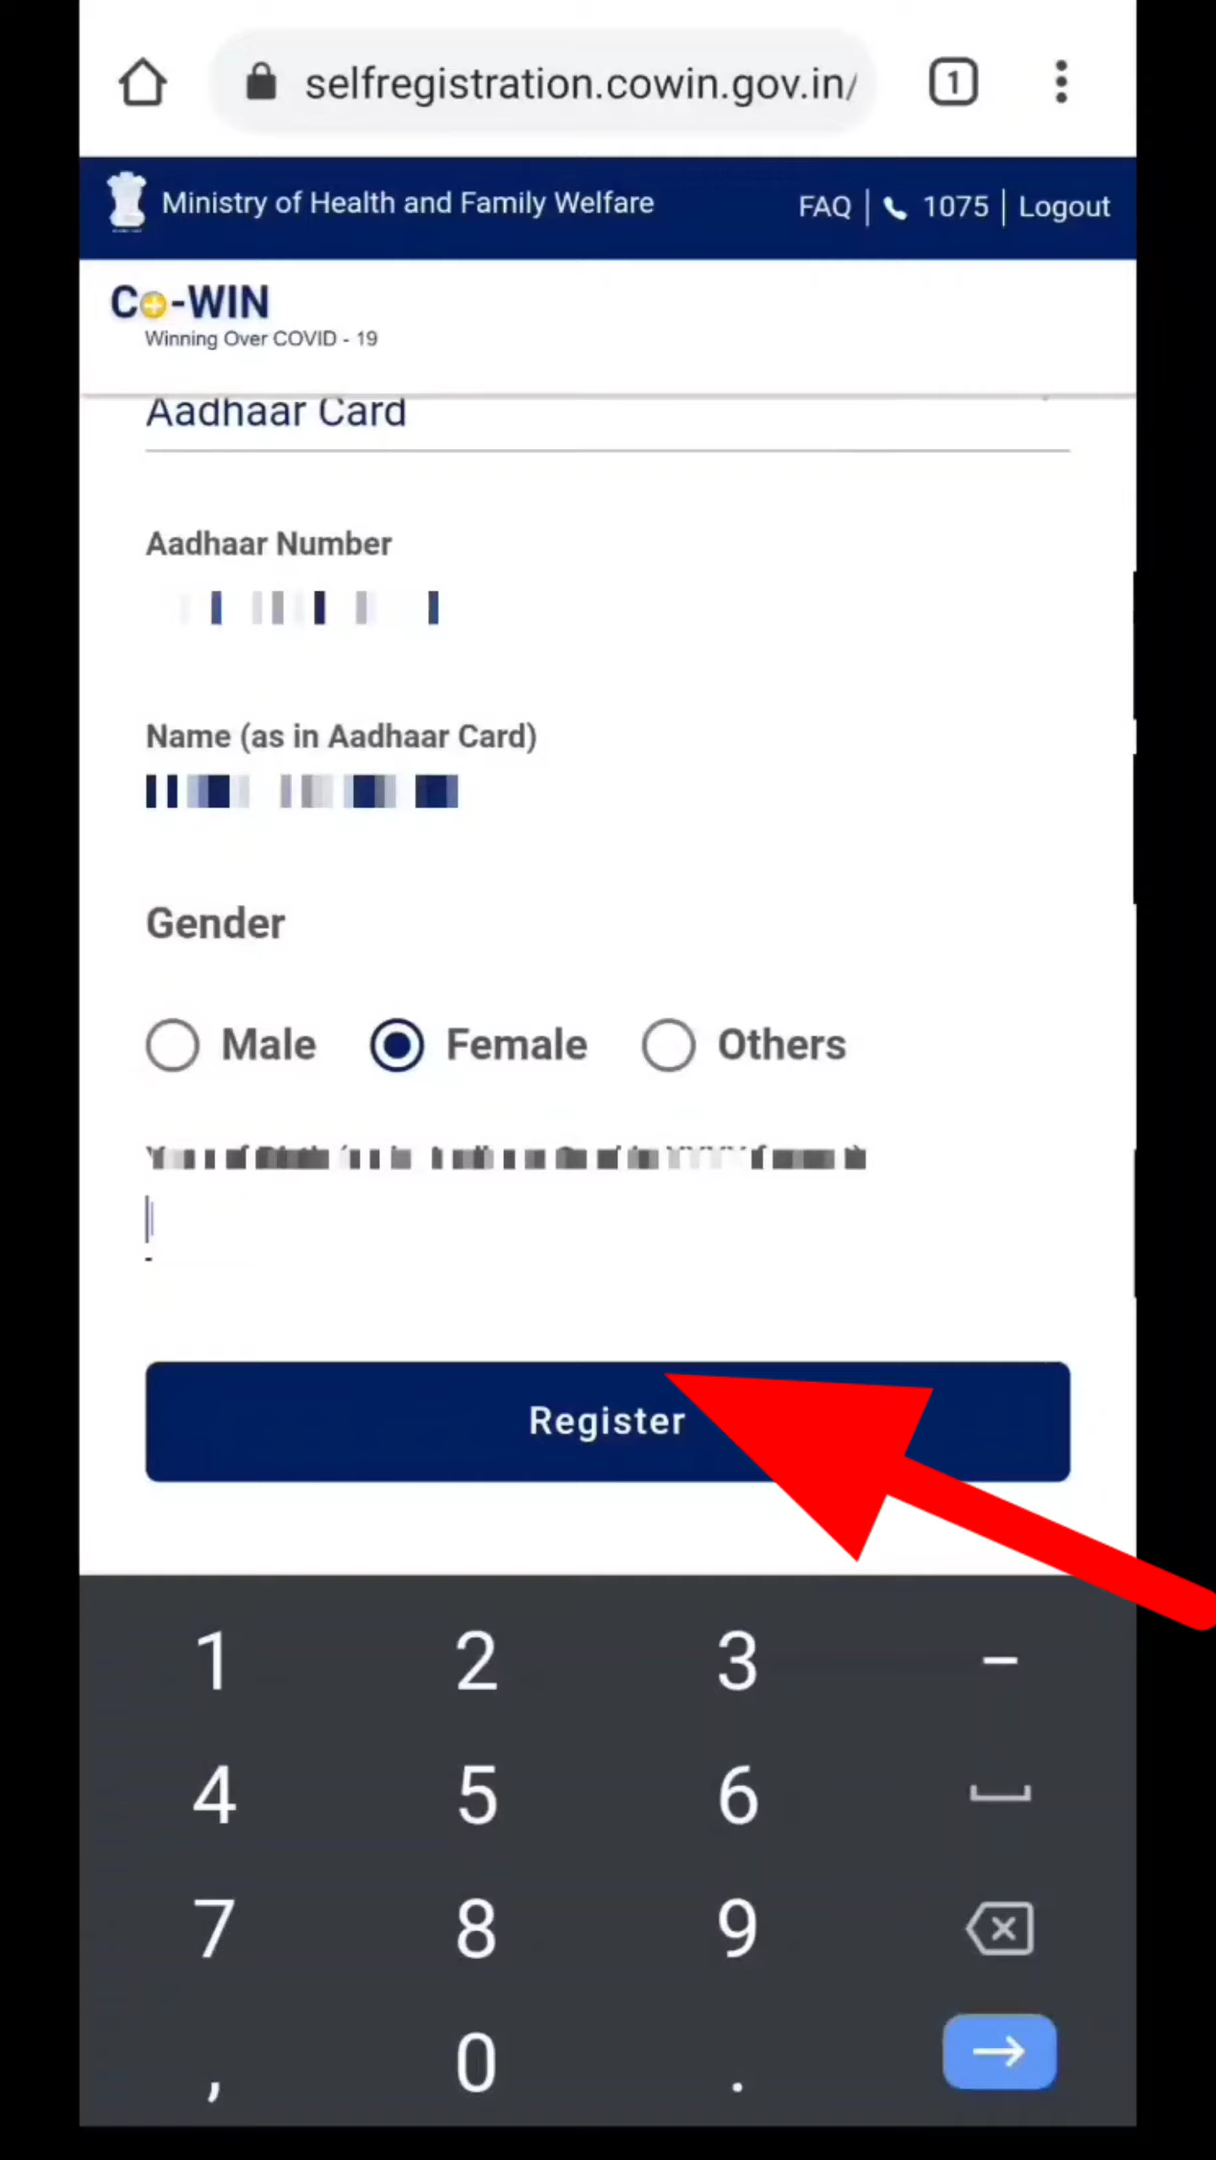 selfregistration.cowin.gov.in/
1
Ministry of Health and Family Welfare
FAQ | 1075 | Logout
Co-WIN
Winning Over COVID - 19
Aadhaar Card
Aadhaar Number
Name (as in Aadhaar Card)
Gender
Male Female Others
Register
1 2 3 -
4 5 6
7 8 9
, 0 .